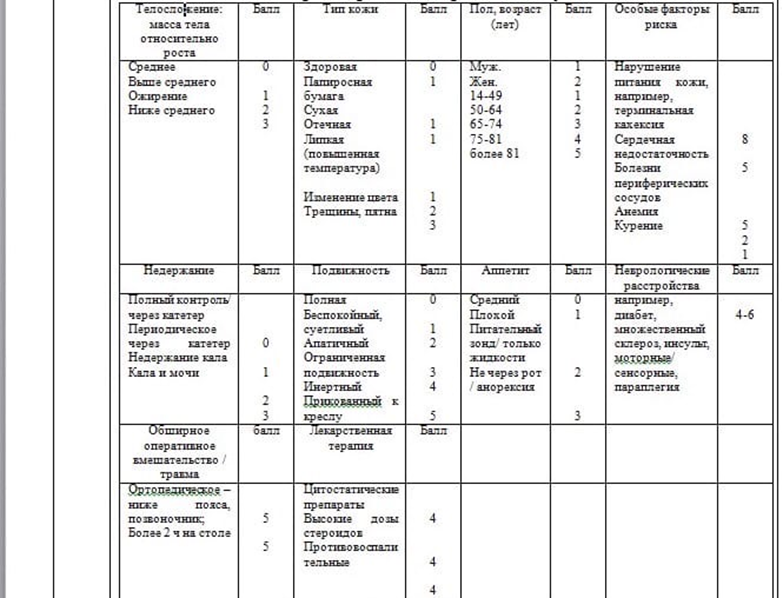 Телосложение:
масса тела
относительно
роста
Балл
Тип кожи
Балл
Пол, возраст
(лет)
Балл
Особые факторы
риска
Балл
Среднее
Выше среднего
Ожирение
Ниже среднего
0
1
2
3
Здоровая
Папиросная
бумага
Сухая
Отечная
Липкая
(повышенная
температура)
Изменение цвета
Трещины, пятна
0
1
1
1
1
2
3
Муж.
Жен.
14-49
50-64
65-74
75-81
более 81
1
2
1
2
3
4
5
Нарушение
питания кожи,
например,
терминальная
кахексия
Сердечная
недостаточность
Болезни
периферических
сосудов
Анемия
Курение
8
5
5
2
1
Недержание
Балл
Подвижность
Балл
Аппетит
Балл
Неврологические
расстройства
Балл
Полный контроль/
через катетер
Периодическое
через катетер
Недержание кала
Кала и мочи
0
1
2
3
Полная
Беспокойный,
суетливый
Апатичный
Ограниченная
подвижность
Инертный
Прикованный к
креслу
0
1
2
3
4
5
Средний
Плохой
Питательный
зонд/ только
жидкости
Не через рот
/ анорексия
0
1
2
3
например,
диабет,
множественный
склероз, инсульт,
моторные/
сенсорные,
параплегия
4-6
Обширное
оперативное
вмешательство /
травма
балл
Лекарственная
терапия
Балл
Ортопедическое –
ниже пояса,
позвоночник;
Более 2 ч на столе
5
5
Цитостатические
препараты
Высокие дозы
стероидов
Противовоспали
тельные
4
4
4